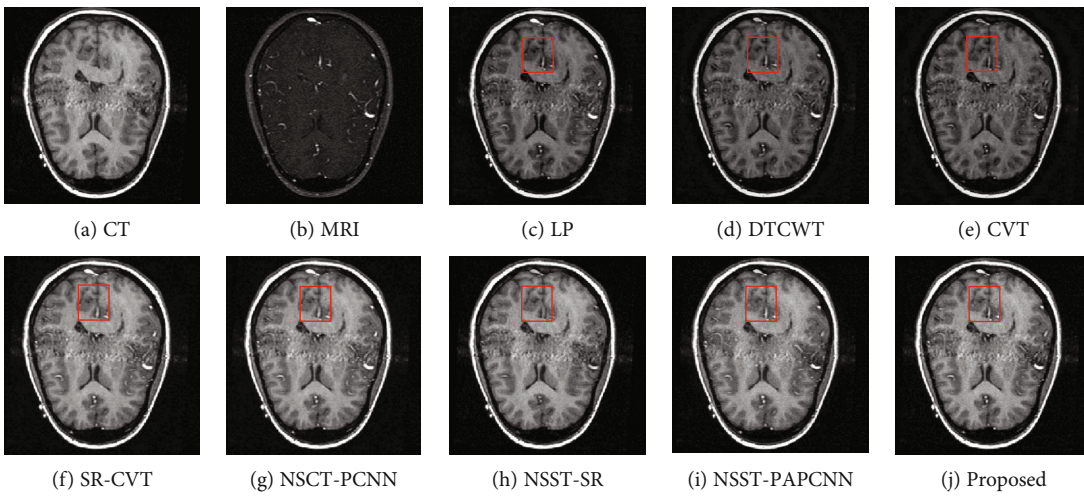 (a) CT
(b) MRI
(c) LP
(d) DTCWT
(e) CVT
(f) SR-CVT
(g) NSCT-PCNN
(h) NSST-SR
(i) NSST-PAPCNN
(j) Proposed